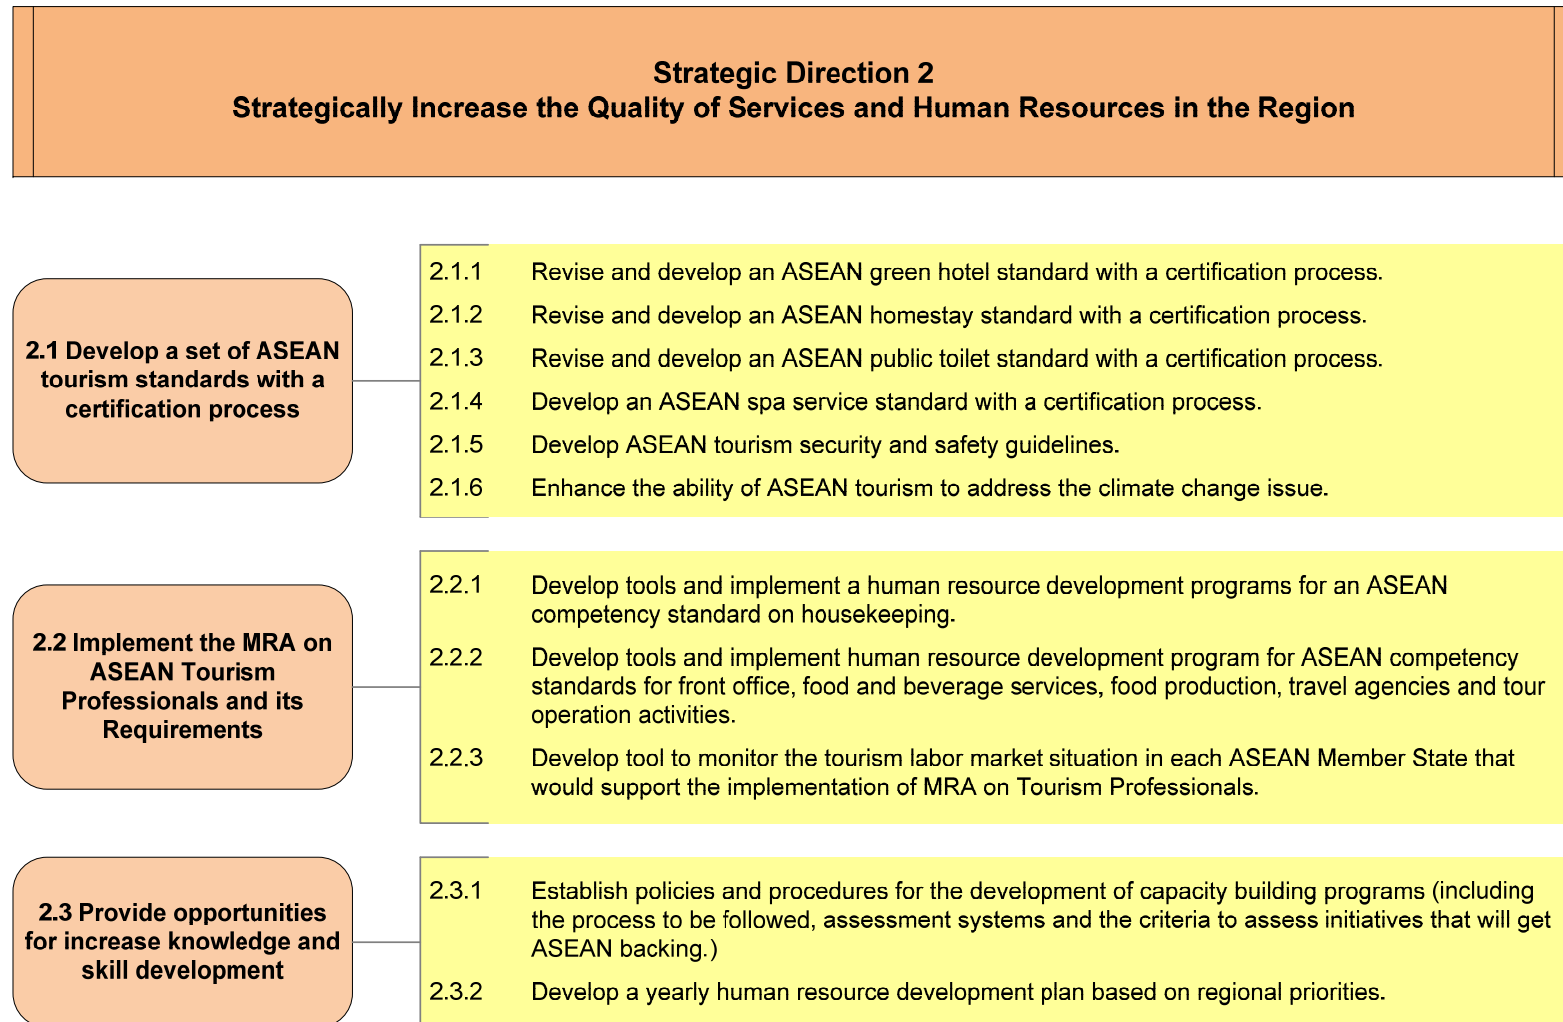 Strategic Direction 2
Strategically Increase the Quality of Services and Human Resources in the Region
2.1 Develop a set of ASEAN
tourism standards with a
certification process
2.1.1 Revise and develop an ASEAN green hotel standard with a certification process.
2.1.2 Revise and develop an ASEAN homestay standard with a certification process.
2.1.3 Revise and develop an ASEAN public toilet standard with a certification process.
2.1.4 Develop an ASEAN spa service standard with a certification process.
2.1.5 Develop ASEAN tourism security and safety guidelines.
2.1.6 Enhance the ability of ASEAN tourism to address the climate change issue.
2.2 Implement the MRA on
ASEAN Tourism
Professionals and its
Requirements
2.2.1 Develop tools and implement a human resource development programs for an ASEAN
competency standard on housekeeping.
2.2.2 Develop tools and implement human resource development program for ASEAN competency
standards for front office, food and beverage services, food production, travel agencies and tour
operation activities.
2.2.3 Develop tool to monitor the tourism labor market situation in each ASEAN Member State that
would support the implementation of MRA on Tourism Professionals.
2.3 Provide opportunities
for increase knowledge and
skill development
2.3.1 Establish policies and procedures for the development of capacity building programs (including
the process to be followed, assessment systems and the criteria to assess initiatives that will get
ASEAN backing.)
2.3.2 Develop a yearly human resource development plan based on regional priorities.